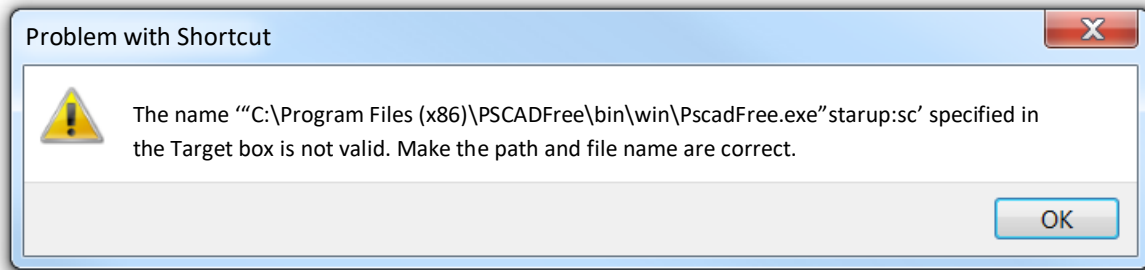 Problem with Shortcut
The name ‘“C:\Program Files (x86)\PSCADFree\bin\win\PscadFree.exe”starup:sc’ specified in
the Target box is not valid. Make the path and file name are correct.
OK